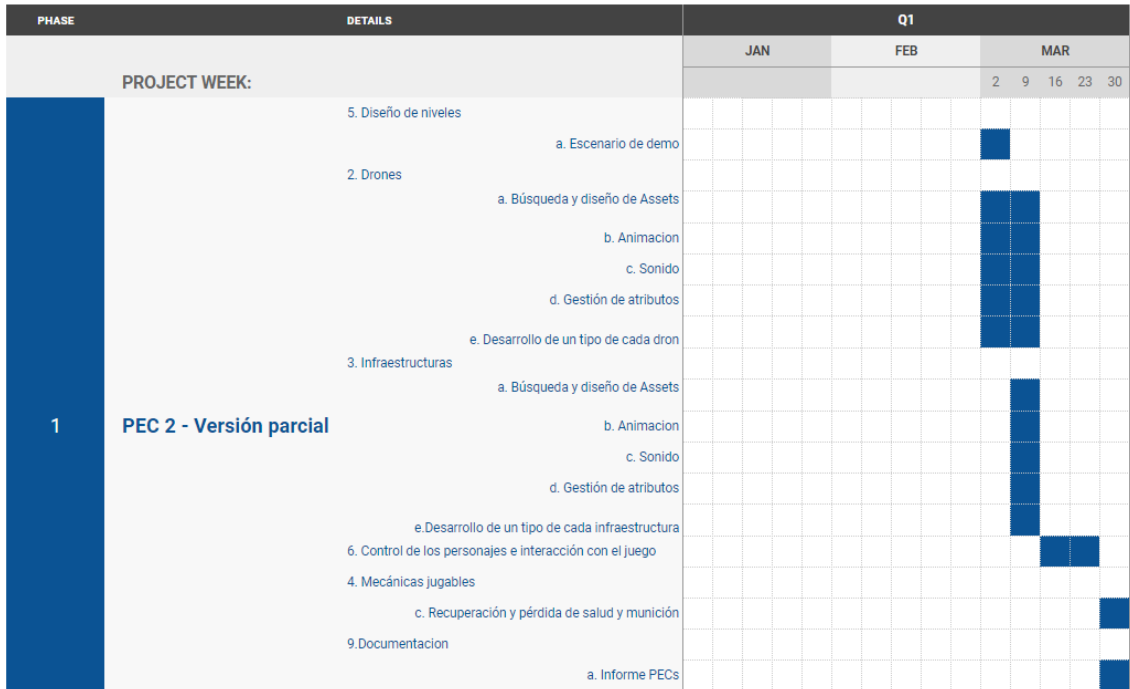 PHASE DETAILS Q1
JAN FEB MAR
PROJECT WEEK: 2 9 16 23 30
5. Diseño de niveles
a. Escenario de demo
2. Drones
a. Búsqueda y diseño de Assets
b. Animacion
c. Sonido
d. Gestión de atributos
e. Desarrollo de un tipo de cada dron
3. Infraestructuras
a. Búsqueda y diseño de Assets
1 PEC 2 - Versión parcial b. Animacion
c. Sonido
d. Gestión de atributos
e.Desarrollo de un tipo de cada infraestructura
6. Control de los personajes e interacción con el juego
4. Mecánicas jugables
c. Recuperación y pérdida de salud y munición
9.Documentacion
a. Informe PECs